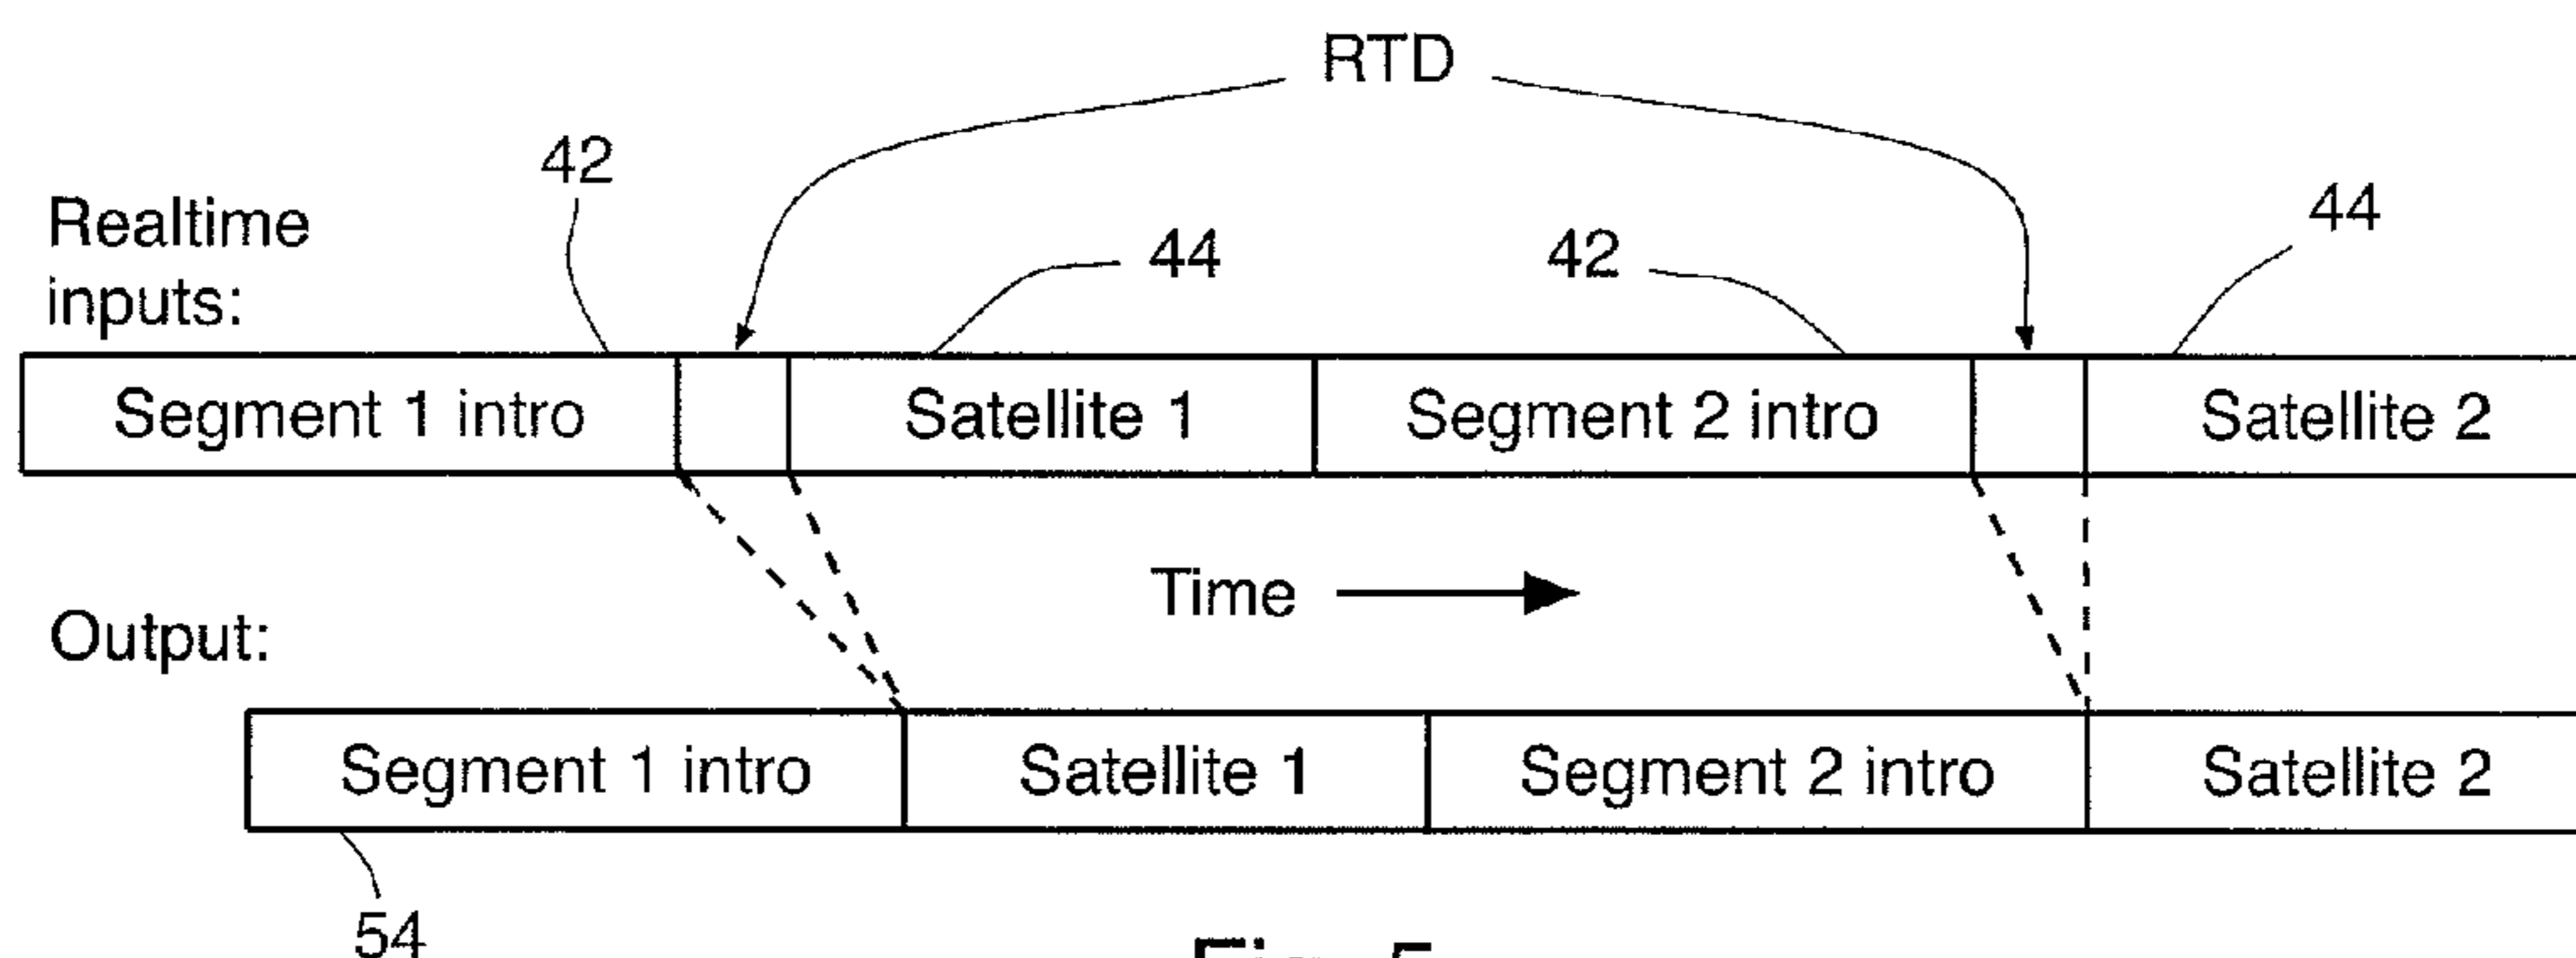 RTD
42
Realtime
inputs:
44
42
44
Segment 1 intro
Satellite 1
Segment 2 intro
Satellite 2
Time
Output:
Segment 1 intro
Satellite 1
Segment 2 intro
Satellite 2
54